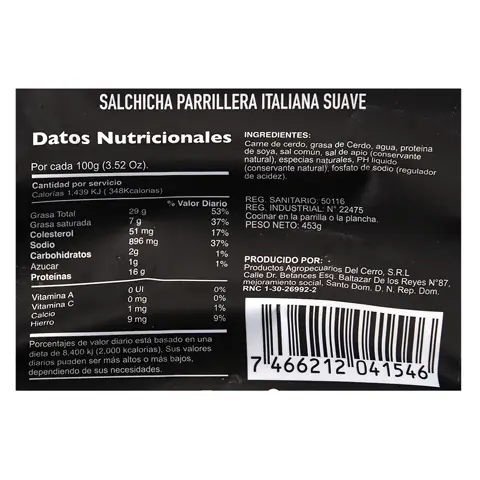 SALCHICHA PARRILLERA ITALIANA SUAVE
Datos Nutricionales
Por cada 100g (3.52 Oz).
Cantidad por servicio
Calorías 1,439 KJ ( 348Kcalorias)
% Valor Diario
Grasa Total 29 g 53%
Grasa saturada 7 g 37%
Colesterol 51 mg 17%
Sodio 896 mg 37%
Carbohidratos 2g 1%
Azucar 1g 1%
Proteínas 16 g
Vitamina A 0 UI 0%
Vitamina C 0 mg 0%
Calcio 1 mg 1%
Hierro 9 mg 9%
Porcentajes de valor diario está basado en una
dieta de 8,400 kj (2,000 kcalorías), Sus valores
diarios pueden ser más altos o más bajos,
dependiendo de sus necesidades.
INGREDIENTES:
Carne de cerdo, grasa de Cerdo, agua, proteína
de soya, sal común, sal de apio (conservante
natural), especias naturales, PH liquido
(conservante natural), fosfato de sodio (regulador
de acidez).
REG. SANITARIO: 50116
REG. INDUSTRIAL: N° 22475
Cocinar en la parrilla o la plancha.
PESO NETO: 453g
PRODUCIDO POR:
Productos Agropecuarios Del Cerro, S.R.L
Calle Dr. Betances Esq. Baltazar De los Reyes N°87,
mejoramiento social, Santo Dom. D. N. Rep. Dom.
RNC 1-30-26992-2
7 466212 041546